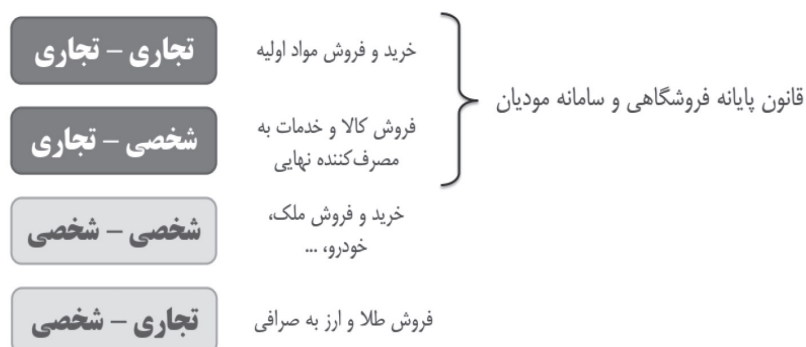 قانون پایانه فروشگاهی و سامانه مودیان
خرید و فروش مواد اولیه
تجاری – تجاری
فروش کالا و خدمات به
مصرف‌کننده نهایی
شخصی – تجاری
خرید و فروش ملک،
خودرو، ...
شخصی – شخصی
فروش طلا و ارز به صرافی
تجاری – شخصی